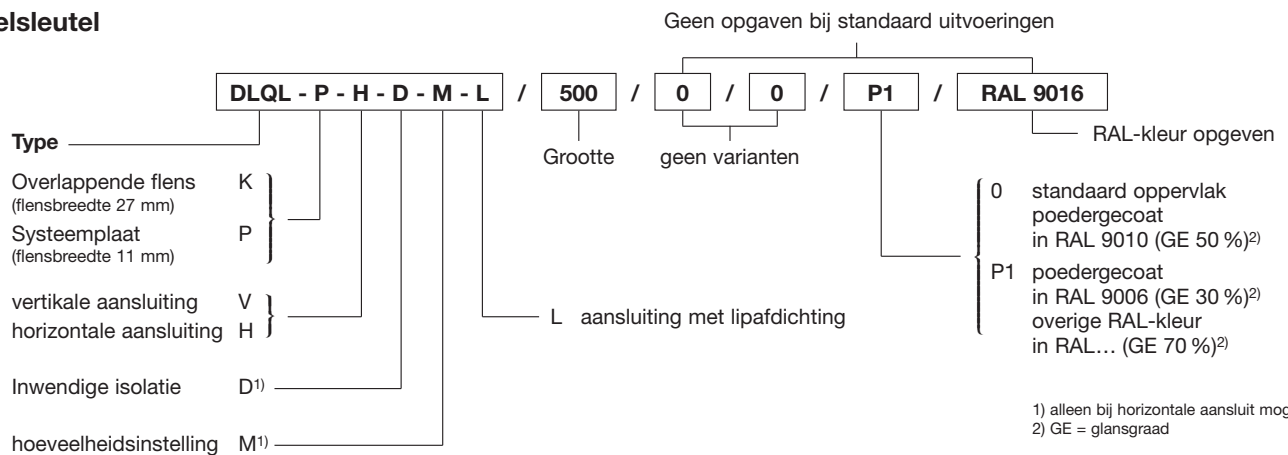 elsleutel
Geen opgaven bij standaard uitvoeringen
DLQL - P - H - D - M - L / 500 / 0 / 0 / P1 / RAL 9016
Type
Grootte
geen varianten
RAL-kleur opgeven
Overlappende flens K
(flensbreedte 27 mm)
Systeemplaat P
(flensbreedte 11 mm)
vertikale aansluiting V
horizontale aansluiting H
Inwendige isolatie D1)
hoeveelheidsinstelling M1)
L aansluiting met lipafdichting
0 standaard oppervlak
poedergecoat
in RAL 9010 (GE 50 %)2)
P1 poedergecoat
in RAL 9006 (GE 30 %)2)
overige RAL-kleur
in RAL… (GE 70 %)2)
1) alleen bij horizontale aansluit mog
2) GE = glansgraad